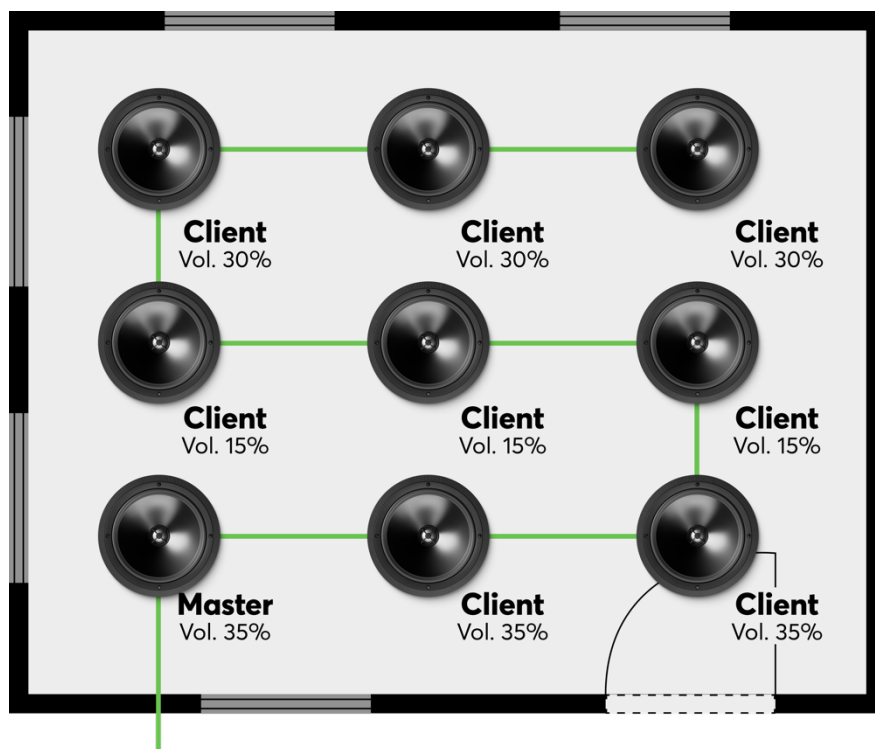 Client
Vol. 30%
Client
Vol. 30%
Client
Vol. 30%
Client
Vol. 15%
Client
Vol. 15%
Client
Vol. 15%
Master
Vol. 35%
Client
Vol. 35%
Client
Vol. 35%